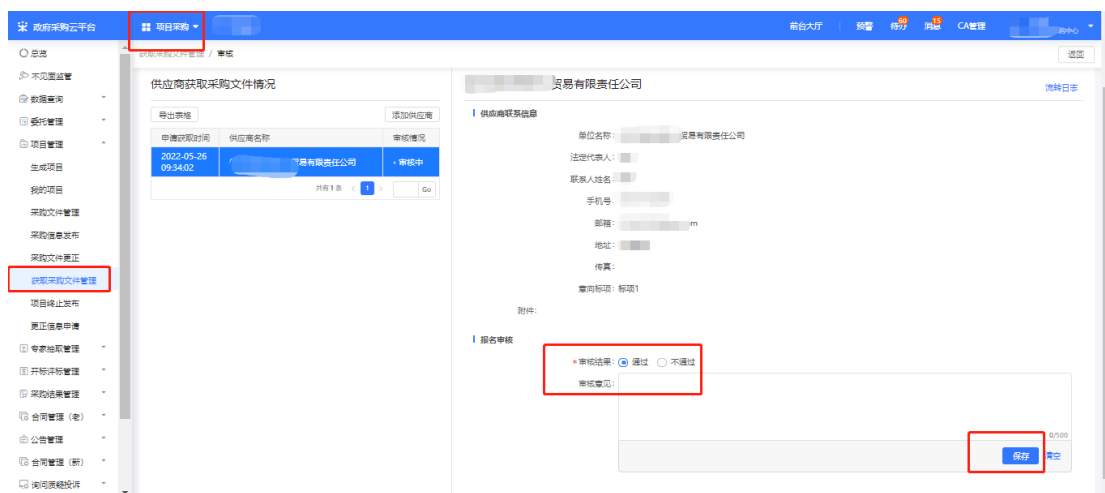 政府采购云平台
项目采购
前台大厅
预警
待办 60
消息 15
CA管理
购中心
总览
不见面监管
数据查询
委托管理
项目管理
生成项目
我的项目
采购文件管理
采购信息发布
采购文件更正
获取采购文件管理
项目终止发布
更正信息申请
专家抽取管理
开标评标管理
采购结果管理
合同管理（老）
公告管理
合同管理（新）
询问质疑投诉
获取采购文件管理 / 审核
返回
供应商获取采购文件情况
导出表格
添加供应商
申请获取时间 供应商名称 审核情况
2022-05-26
09:34:02
贸易有限责任公司
审核中
共有1条 < 1 > Go
贸易有限责任公司
流转日志
供应商联系信息
单位名称: 贸易有限责任公司
法定代表人:
联系人姓名:
手机号:
邮箱: m
地址:
传真:
意向标项: 标项1
附件:
报名审核
*审核结果: 通过 不通过
审核意见:
0/500
保存 清空